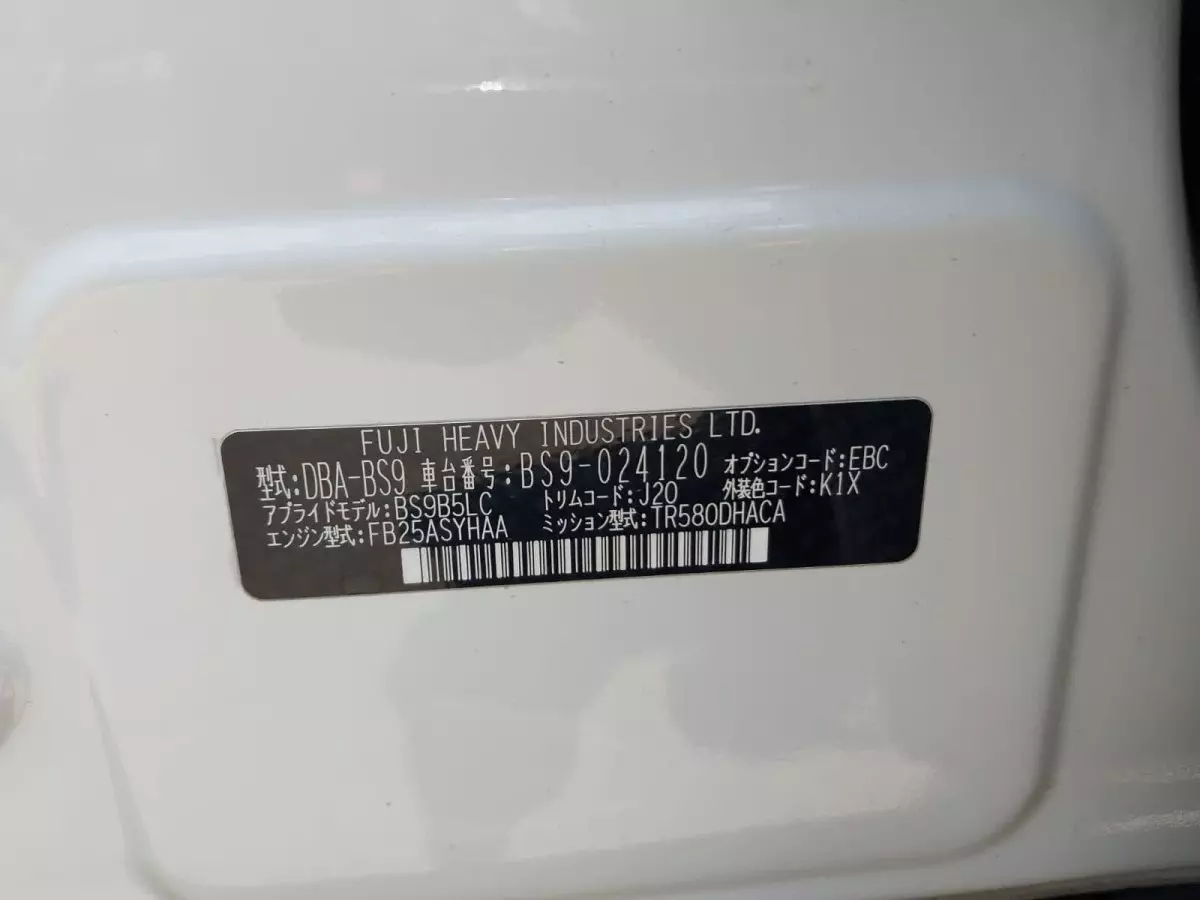 FUJI HEAVY INDUSTRIES LTD.
型式:DBA-BS9 車台番号:BS9-024120 オプションコード:EBC
アプライドモデル:BS9B5LC トリムコード:J20 外装色コード:K1X
エンジン型式:FB25ASYHAA ミッション型式:TR580DHACA